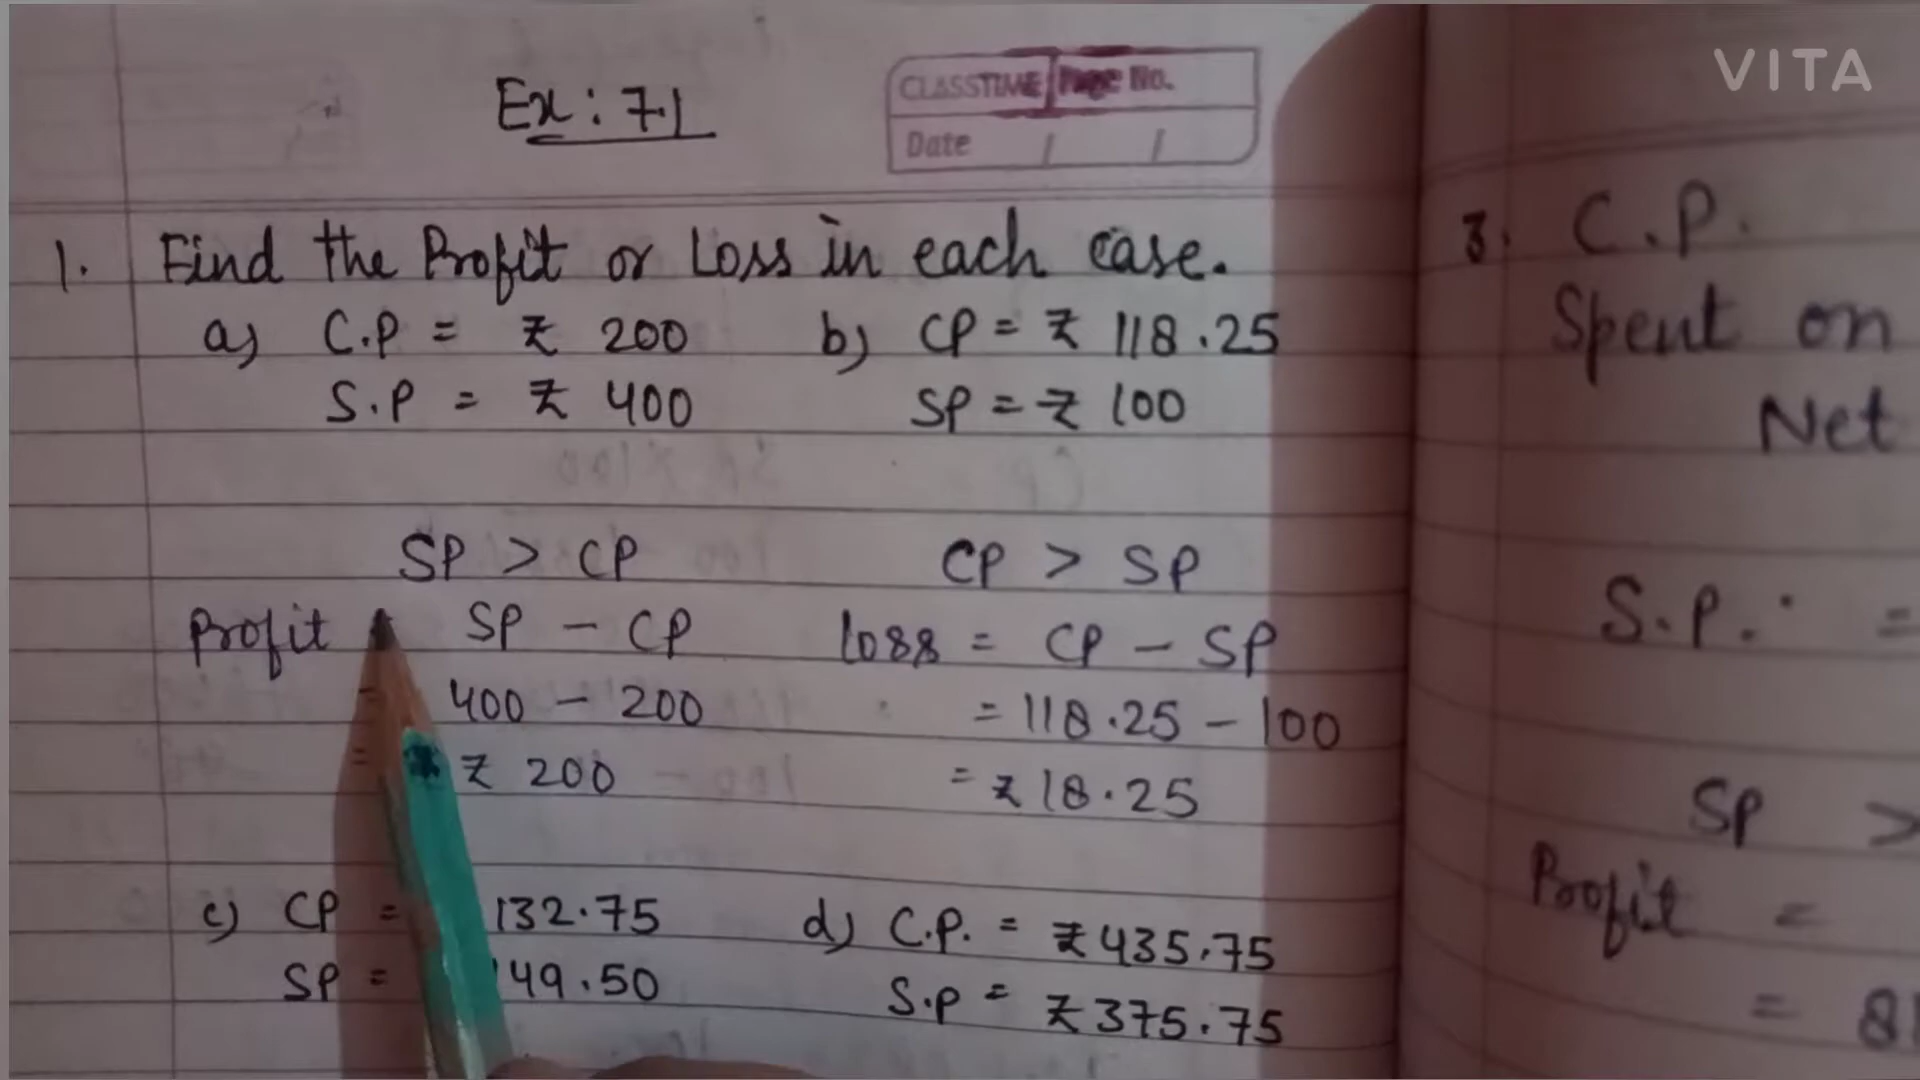 VITA
Ex: 7.1
CLASSTIME Page No.
Date / /
1. Find the Profit or Loss in each case.
a) C.P = ₹ 200 b) CP = ₹ 118.25
S.P = ₹ 400 SP = ₹ 100
SP > CP CP > SP
Profit SP - CP loss = CP - SP
= 400 - 200 = 118.25 - 100
= ₹ 200 = ₹ 18.25
c) CP = 132.75 d) C.P. = ₹ 435.75
SP = 149.50 S.P = ₹ 375.75
3. C.P.
Spent on
Net
S.P. =
SP >
Profit =
= 81